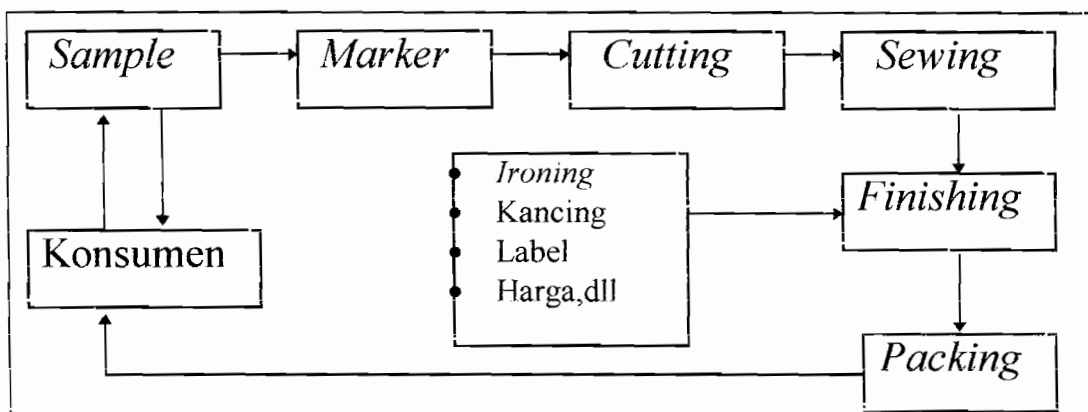 Sample
Marker
Cutting
Sewing
Ironing
Kancing
Label
Harga,dll
Finishing
Konsumen
Packing